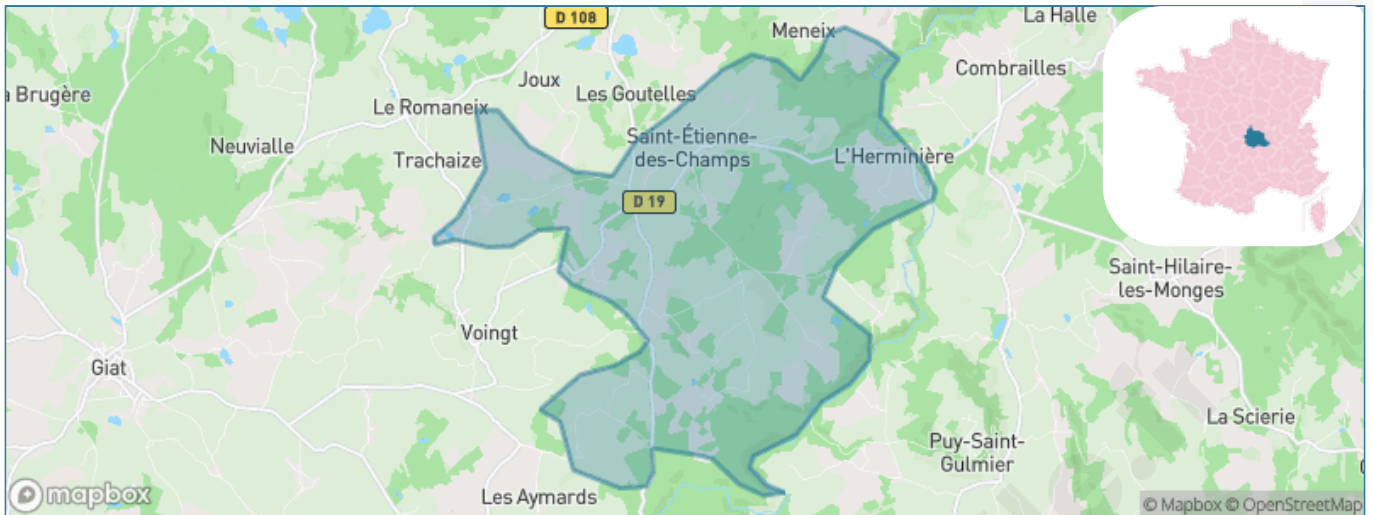 D 108
La Halle
Meneix
Combrailles
Joux
Les Goutelles
Brugère
Le Romaneix
Saint-Étienne-
des-Champs
Neuvialle
Trachaize
L'Herminière
D 19
Saint-Hilaire-
les-Monges
Voingt
Giat
La Scierie
Puy-Saint-
Gulmier
Les Aymards
mapbox
© Mapbox © OpenStreetMap